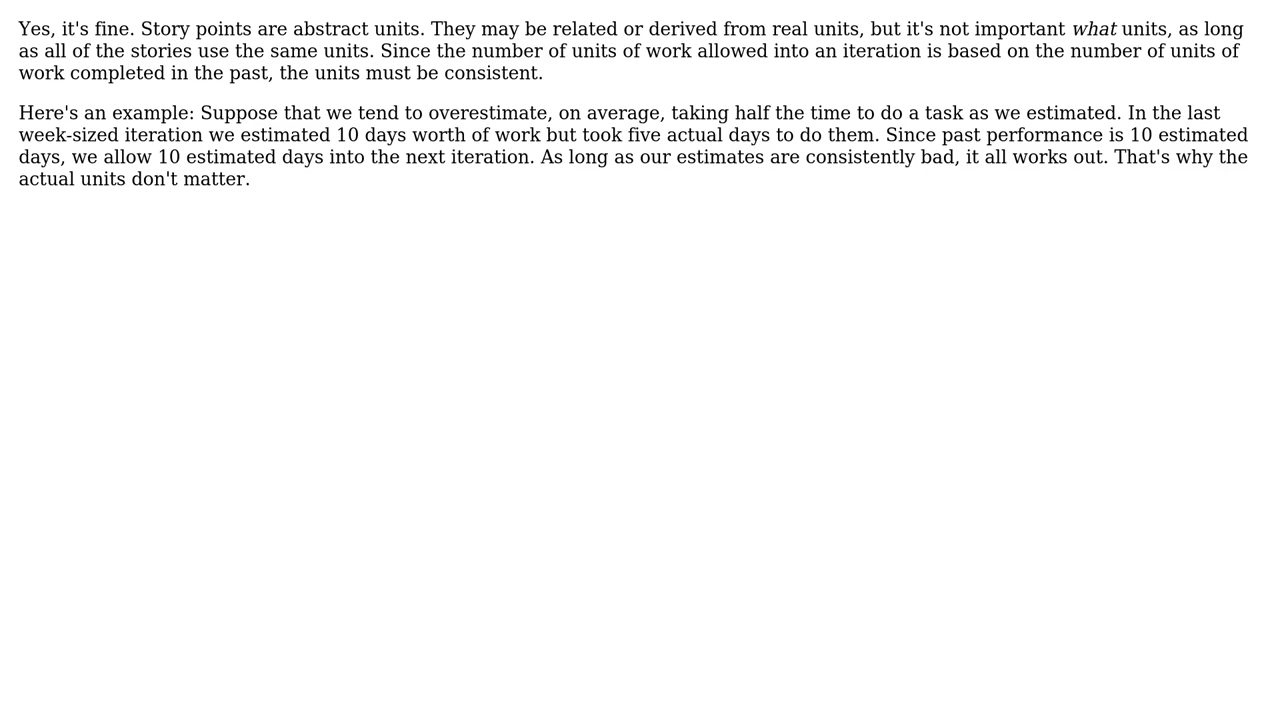 Yes, it's fine. Story points are abstract units. They may be related or derived from real units, but it's not important what units, as long
as all of the stories use the same units. Since the number of units of work allowed into an iteration is based on the number of units of
work completed in the past, the units must be consistent.
Here's an example: Suppose that we tend to overestimate, on average, taking half the time to do a task as we estimated. In the last
week-sized iteration we estimated 10 days worth of work but took five actual days to do them. Since past performance is 10 estimated
days, we allow 10 estimated days into the next iteration. As long as our estimates are consistently bad, it all works out. That's why the
actual units don't matter.